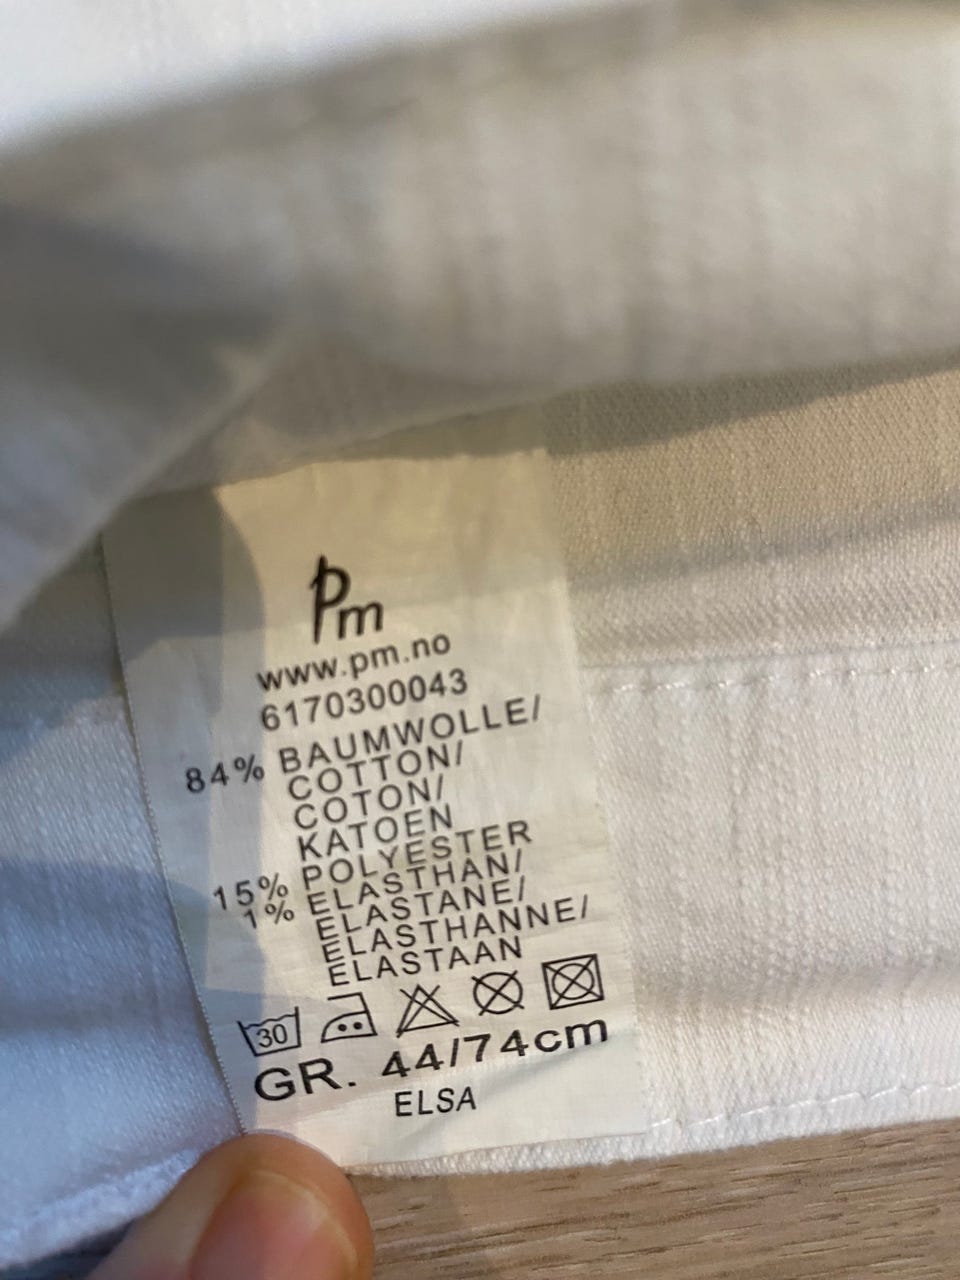 Pm
www.pm.no
6170300043
84% BAUMWOLLE/
COTTON/
COTON/
KATOEN
15% POLYESTER
1% ELASTHAN/
ELASTANE/
ELASTHANNE/
ELASTAAN
30
GR. 44/74cm
ELSA